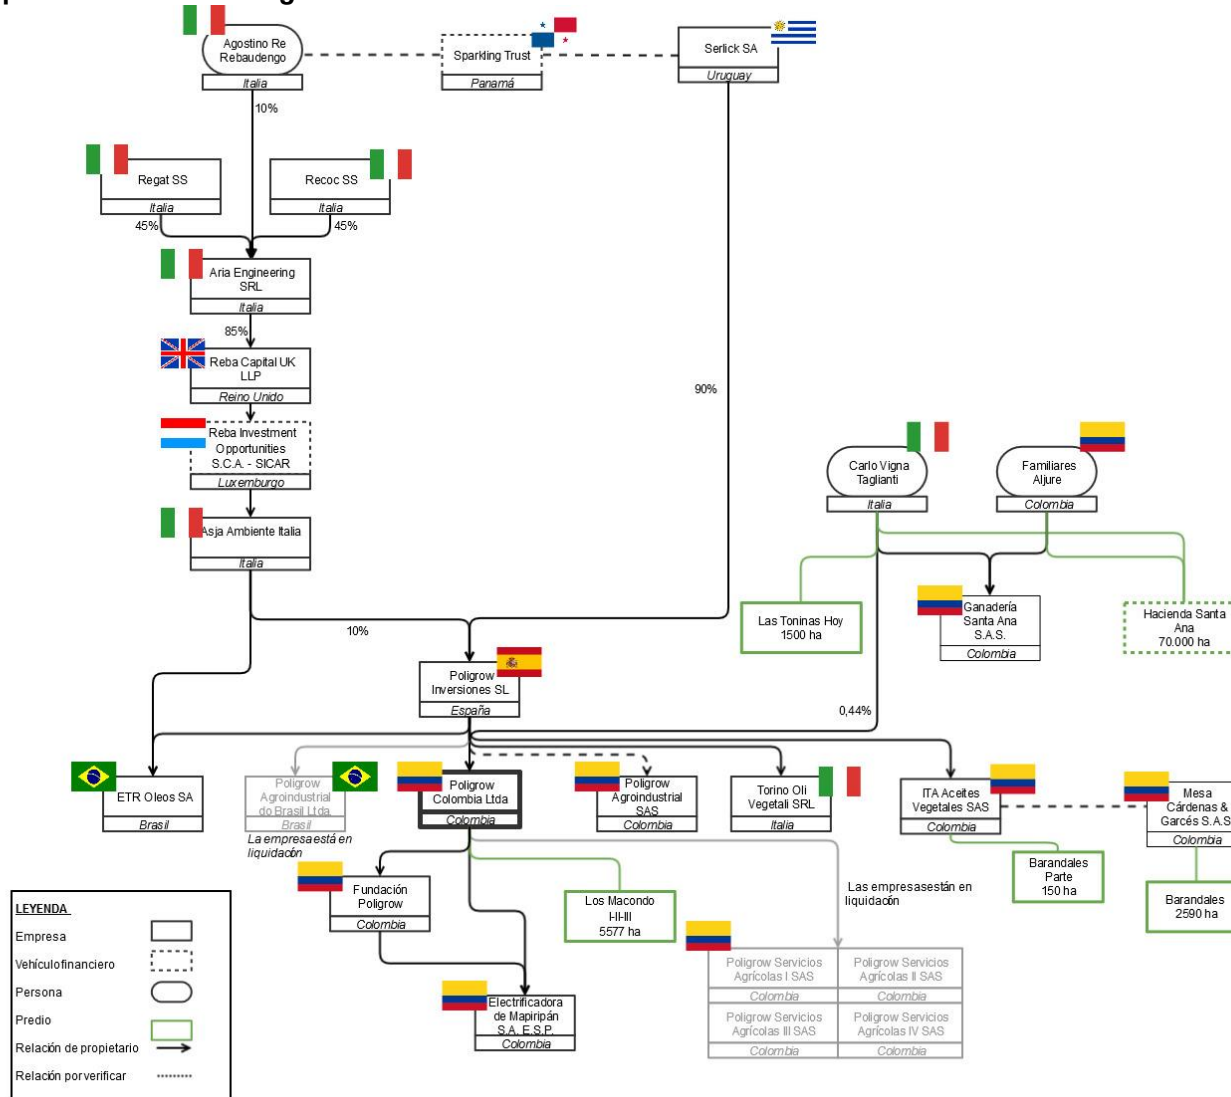 Agostino Re
Rebaudengo
Italia
Sparkling Trust
Panamá
Serlick SA
Uruguay
10%
Regat SS
Italia
Recoc SS
Italia
45%
45%
Aria Engineering
SRL
Italia
85%
Reba Capital UK
LLP
Reino Unido
90%
Reba Investment
Opportunities
S.C.A. - SICAR
Luxemburgo
Carlo Vigna
Taglianti
Italia
Familiares
Aljure
Colombia
Asja Ambiente Italia
Italia
Las Toninas Hoy
1500 ha
Ganadería
Santa Ana
S.A.S.
Colombia
Hacienda Santa
Ana
70.000 ha
10%
Poligrow
Inversiones SL
España
0,44%
ETR Oleos SA
Brasil
Poligrow
Agroindustrial
do Brasil Ltda.
Brasil
La empresa está en
liquidacón
Poligrow
Colombia Ltda
Colombia
Poligrow
Agroindustrial
SAS
Colombia
Torino Oli
Vegetali SRL
Italia
ITA Aceites
Vegetales SAS
Colombia
Mesa
Cárdenas &
Garcés S.A.S
Colombia
Barandales
Parte
150 ha
Barandales
2590 ha
Fundación
Poligrow
Colombia
Los Macondo
I-II-III
5577 ha
Las empresas están en
liquidacón
Poligrow Servicios
Agrícolas I SAS
Colombia
Poligrow Servicios
Agrícolas II SAS
Colombia
Poligrow Servicios
Agrícolas III SAS
Colombia
Poligrow Servicios
Agrícolas IV SAS
Colombia
Electrificadora
de Mapiripán
S.A. E.S.P.
Colombia
LEYENDA
Empresa
Vehículo financiero
Persona
Predio
Relación de propietario
Relación por verificar